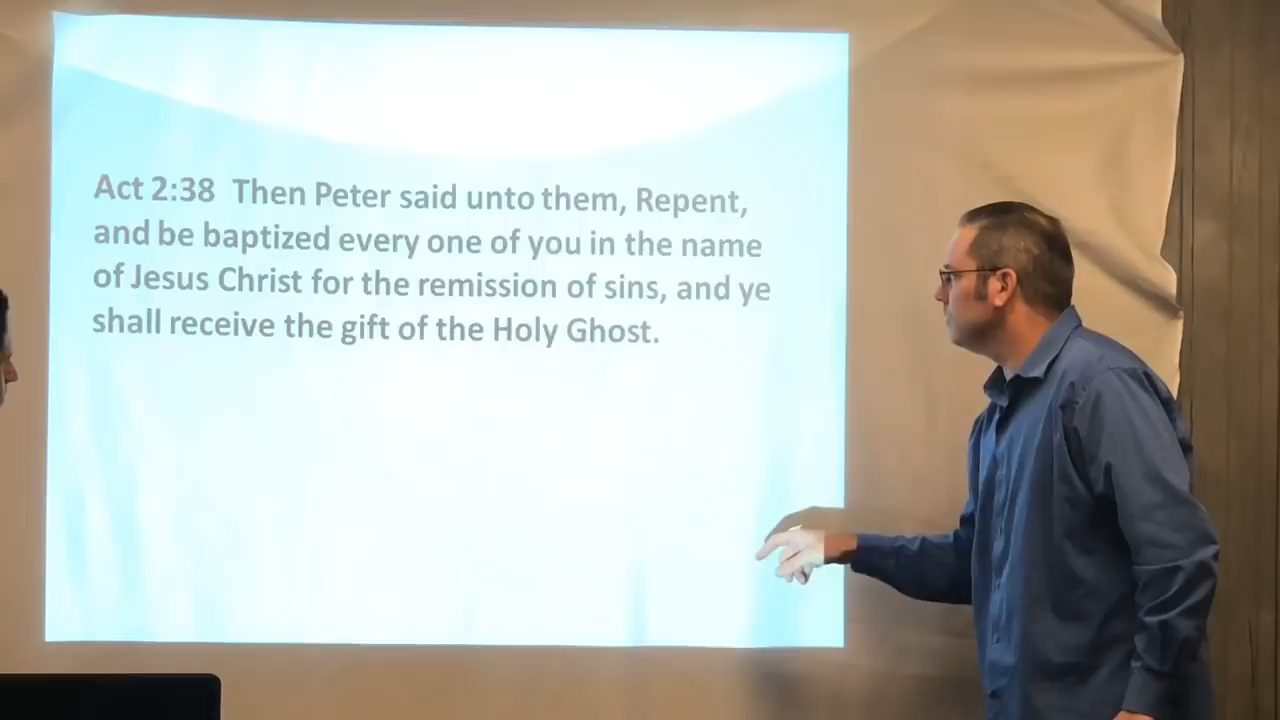 Act 2:38  Then Peter said unto them, Repent,
and be baptized every one of you in the name
of Jesus Christ for the remission of sins, and ye
shall receive the gift of the Holy Ghost.